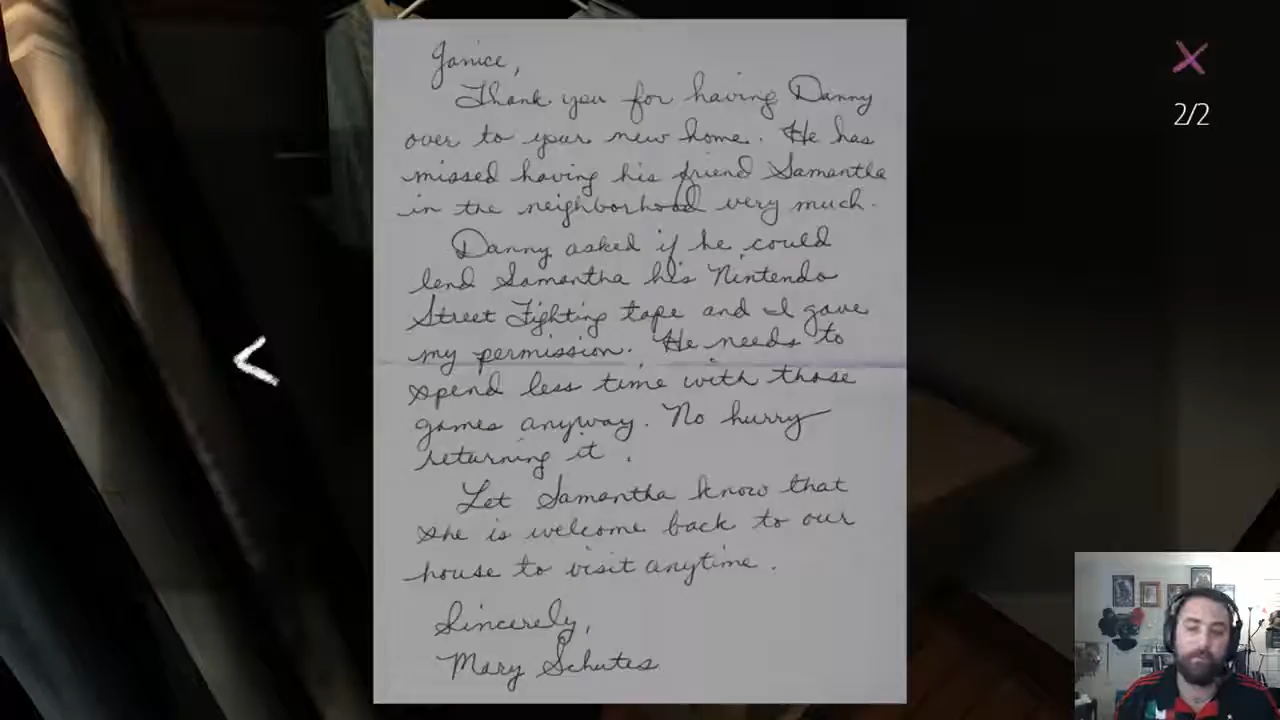 Janice,
Thank you for having Danny
over to your new home. He has
missed having his friend Samantha
in the neighborhood very much.
Danny asked if he could
lend Samantha his Nintendo
Street Fighting tape and I gave
my permission. He needs to
spend less time with those
games anyway. No hurry
returning it.
Let Samantha know that
she is welcome back to our
house to visit anytime.
Sincerely,
Mary Schutes
2/2